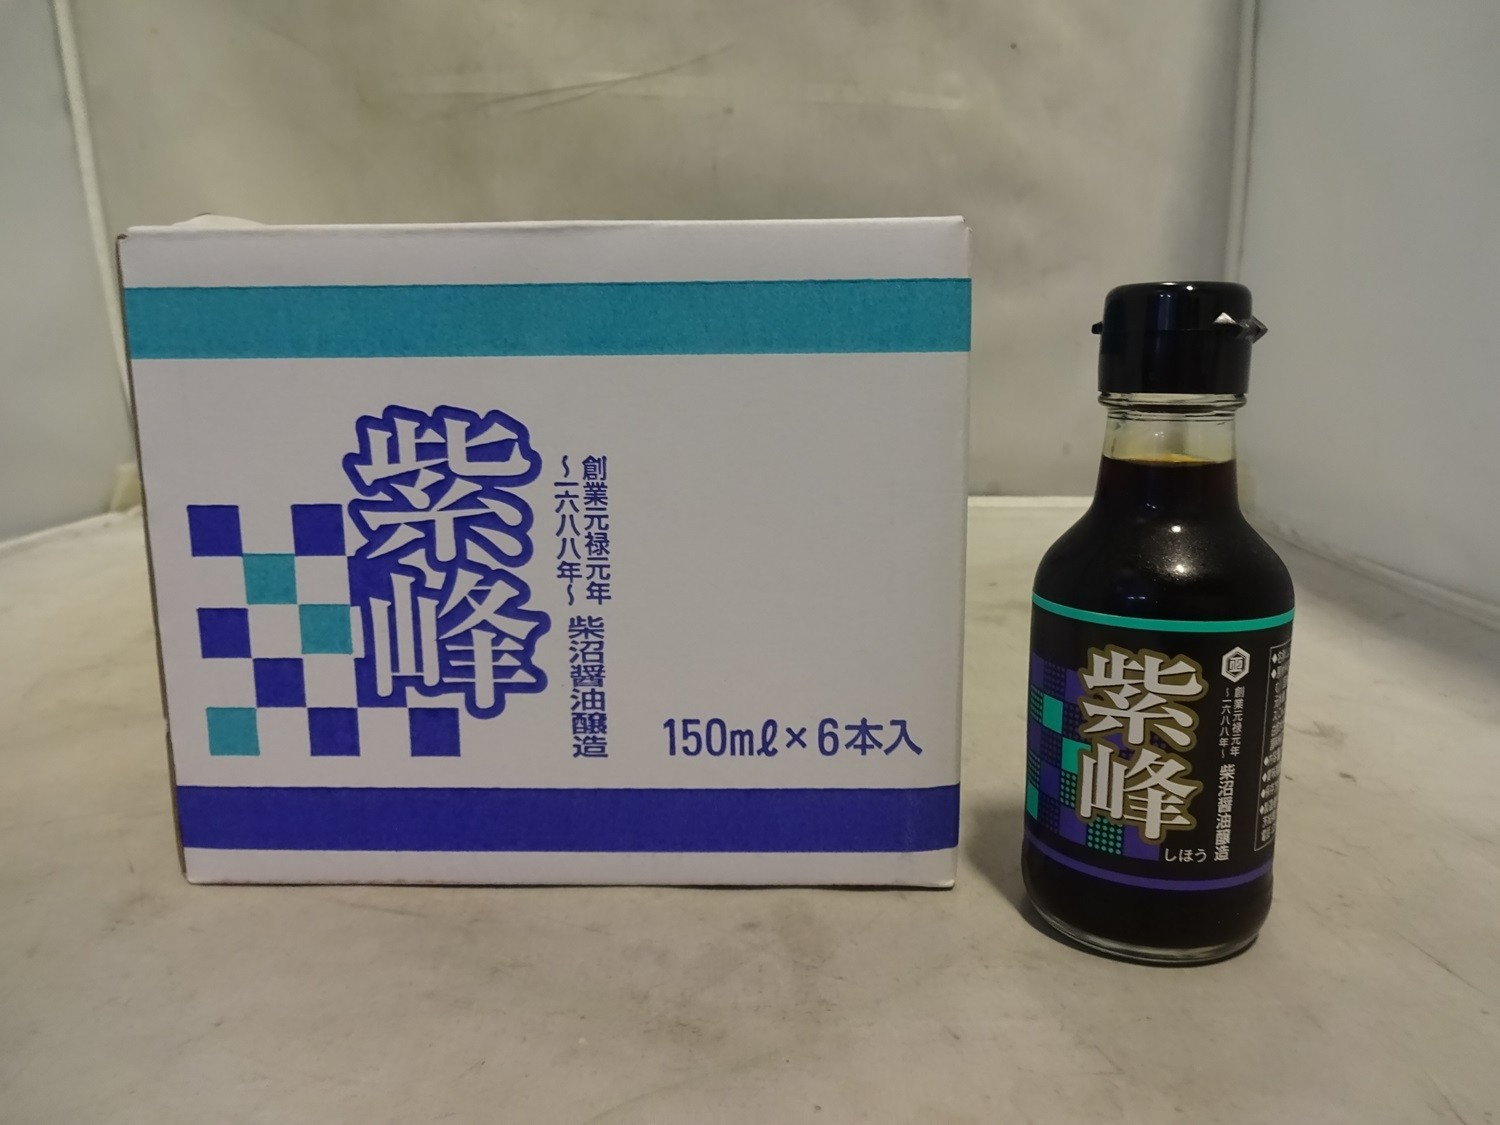 紫峰
創業元禄元年
〜一六八八年〜
柴沼醤油醸造
150mℓ×6本入
紫峰
しほう
創業元禄元年
〜一六八八年〜
柴沼醤油醸造